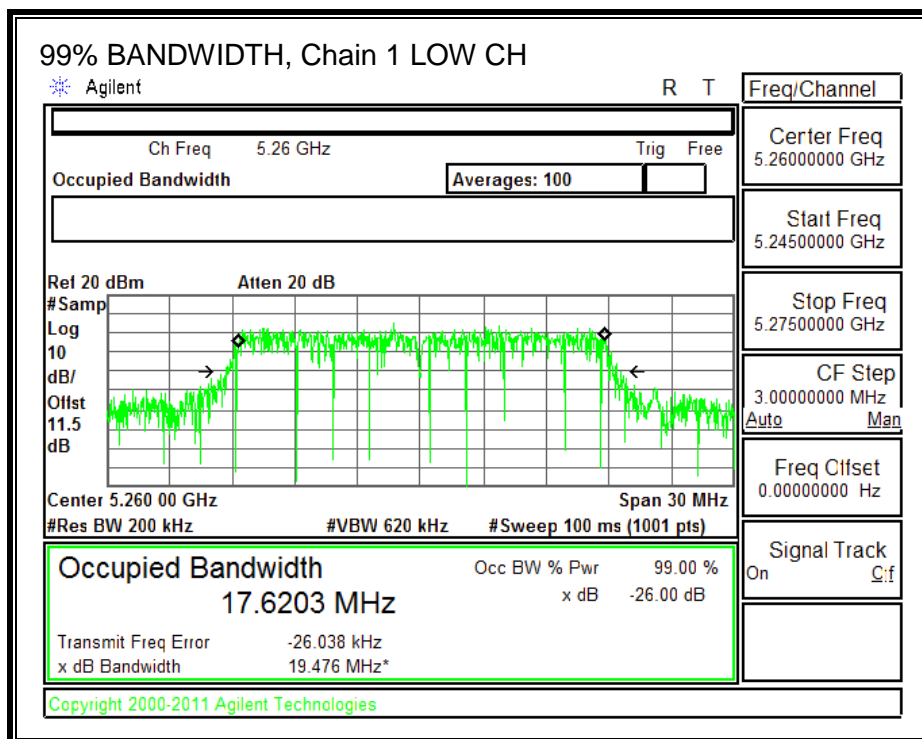 99% BANDWIDTH, Chain 1 LOW CH
Agilent R T
Ch Freq 5.26 GHz Trig Free
Occupied Bandwidth Averages: 100
Ref 20 dBm Atten 20 dB
#Samp
Log
10
dB/
Offst
11.5
dB
Center 5.260 00 GHz Span 30 MHz
#Res BW 200 kHz #VBW 620 kHz #Sweep 100 ms (1001 pts)
Occupied Bandwidth
17.6203 MHz
Occ BW % Pwr 99.00 %
x dB -26.00 dB
Transmit Freq Error -26.038 kHz
x dB Bandwidth 19.476 MHz*
Copyright 2000-2011 Agilent Technologies
Freq/Channel
Center Freq
5.26000000 GHz
Start Freq
5.24500000 GHz
Stop Freq
5.27500000 GHz
CF Step
3.00000000 MHz
Auto Man
Freq Offset
0.00000000 Hz
Signal Track
On Off